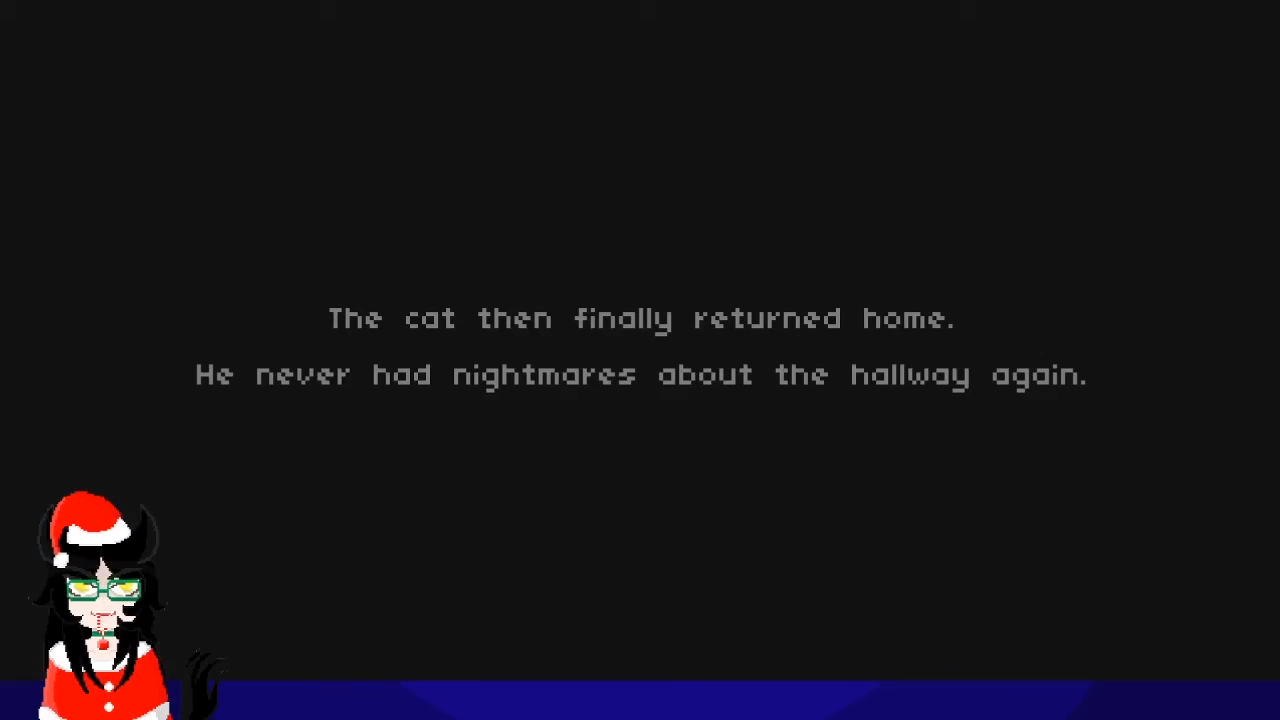 The cat then finally returned home.
He never had nightmares about the hallway again.